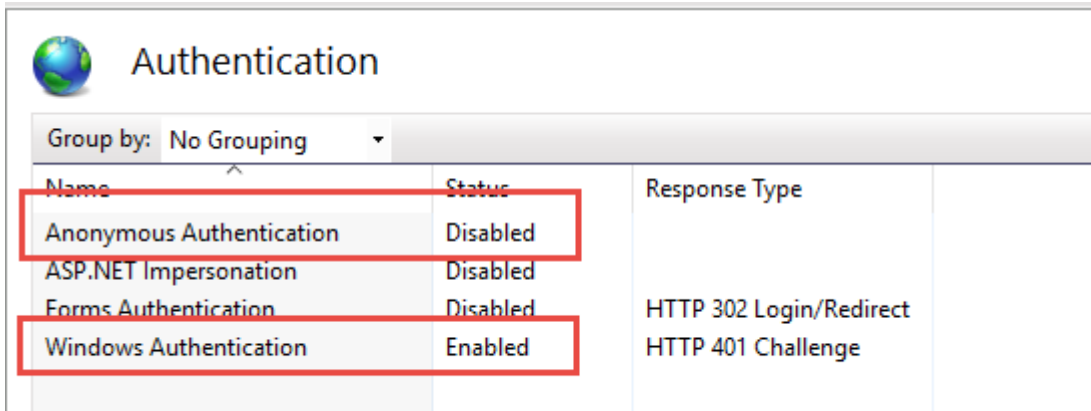 Authentication
Group by: No Grouping
Name Status Response Type
Anonymous Authentication Disabled
ASP.NET Impersonation Disabled
Forms Authentication Disabled HTTP 302 Login/Redirect
Windows Authentication Enabled HTTP 401 Challenge